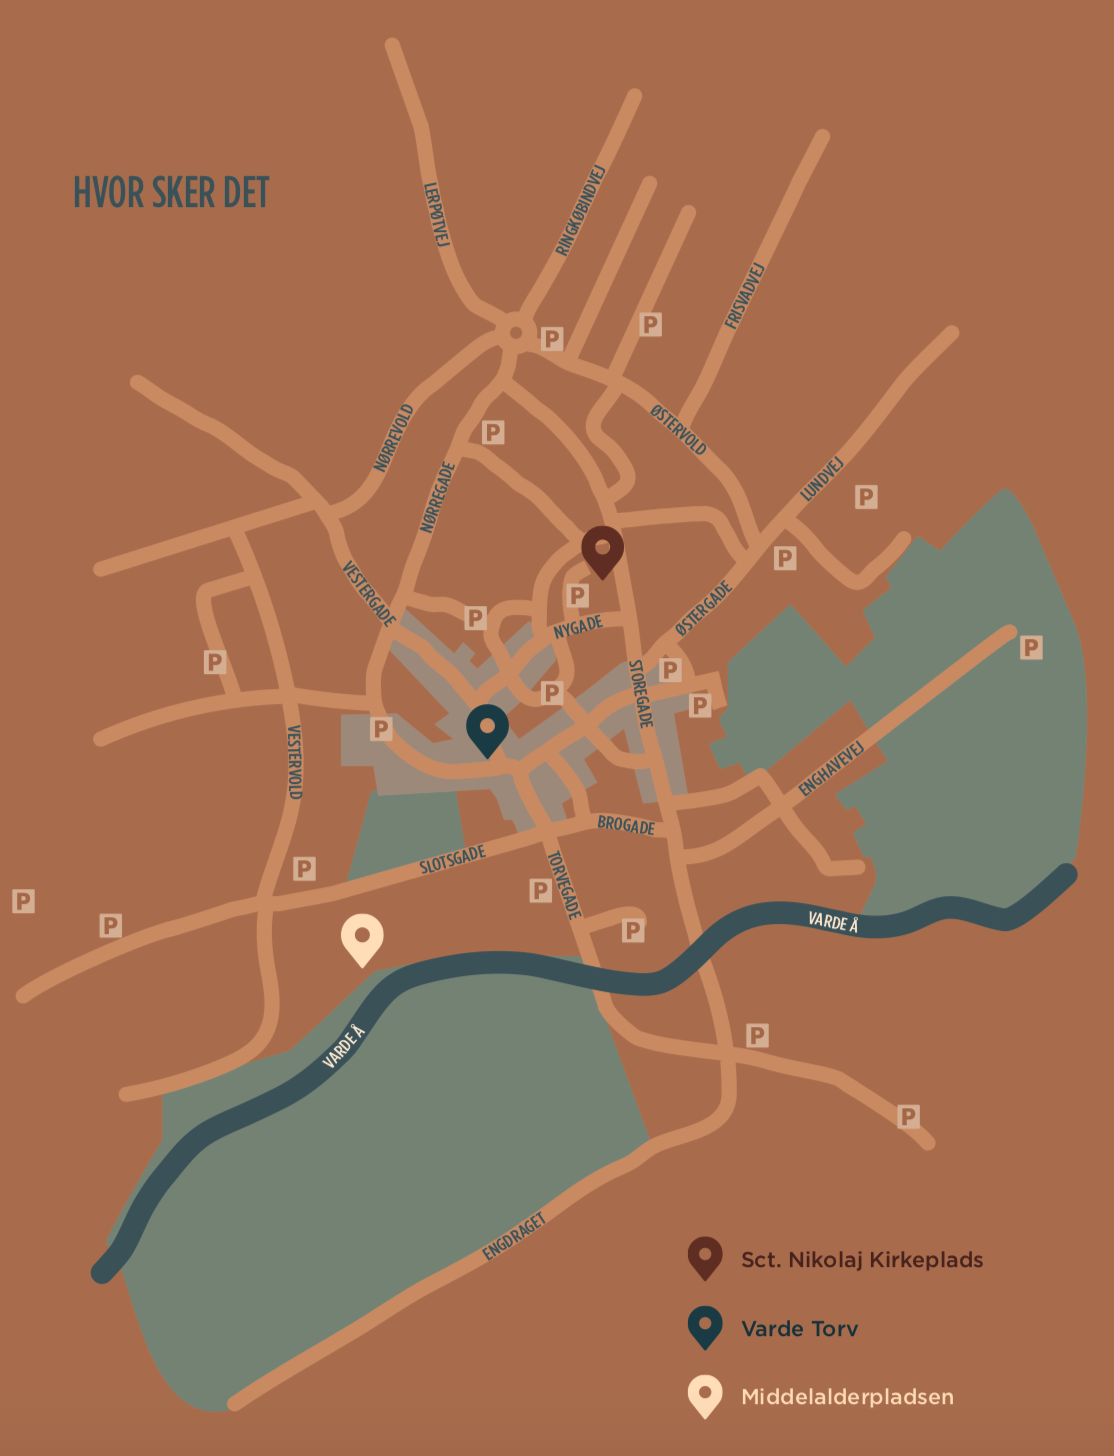 HVOR SKER DET
LERPØTVEJ
RINGKØBINDVEJ
FRISVADVEJ
P
P
NØRREVOLD
ØSTERVOLD
P
NØRREGADE
LUNDVEJ
P
P
VESTERGADE
P
ØSTERGADE
P
NYGADE
P
P
P
STOREGADE
P
P
P
VESTERVOLD
ENGHAVEVEJ
BROGADE
SLOTSGADE
P
TORVEGADE
P
P
P
P
VARDE Å
VARDE Å
P
P
ENGDRAGET
Sct. Nikolaj Kirkeplads
Varde Torv
Middelalderpladsen